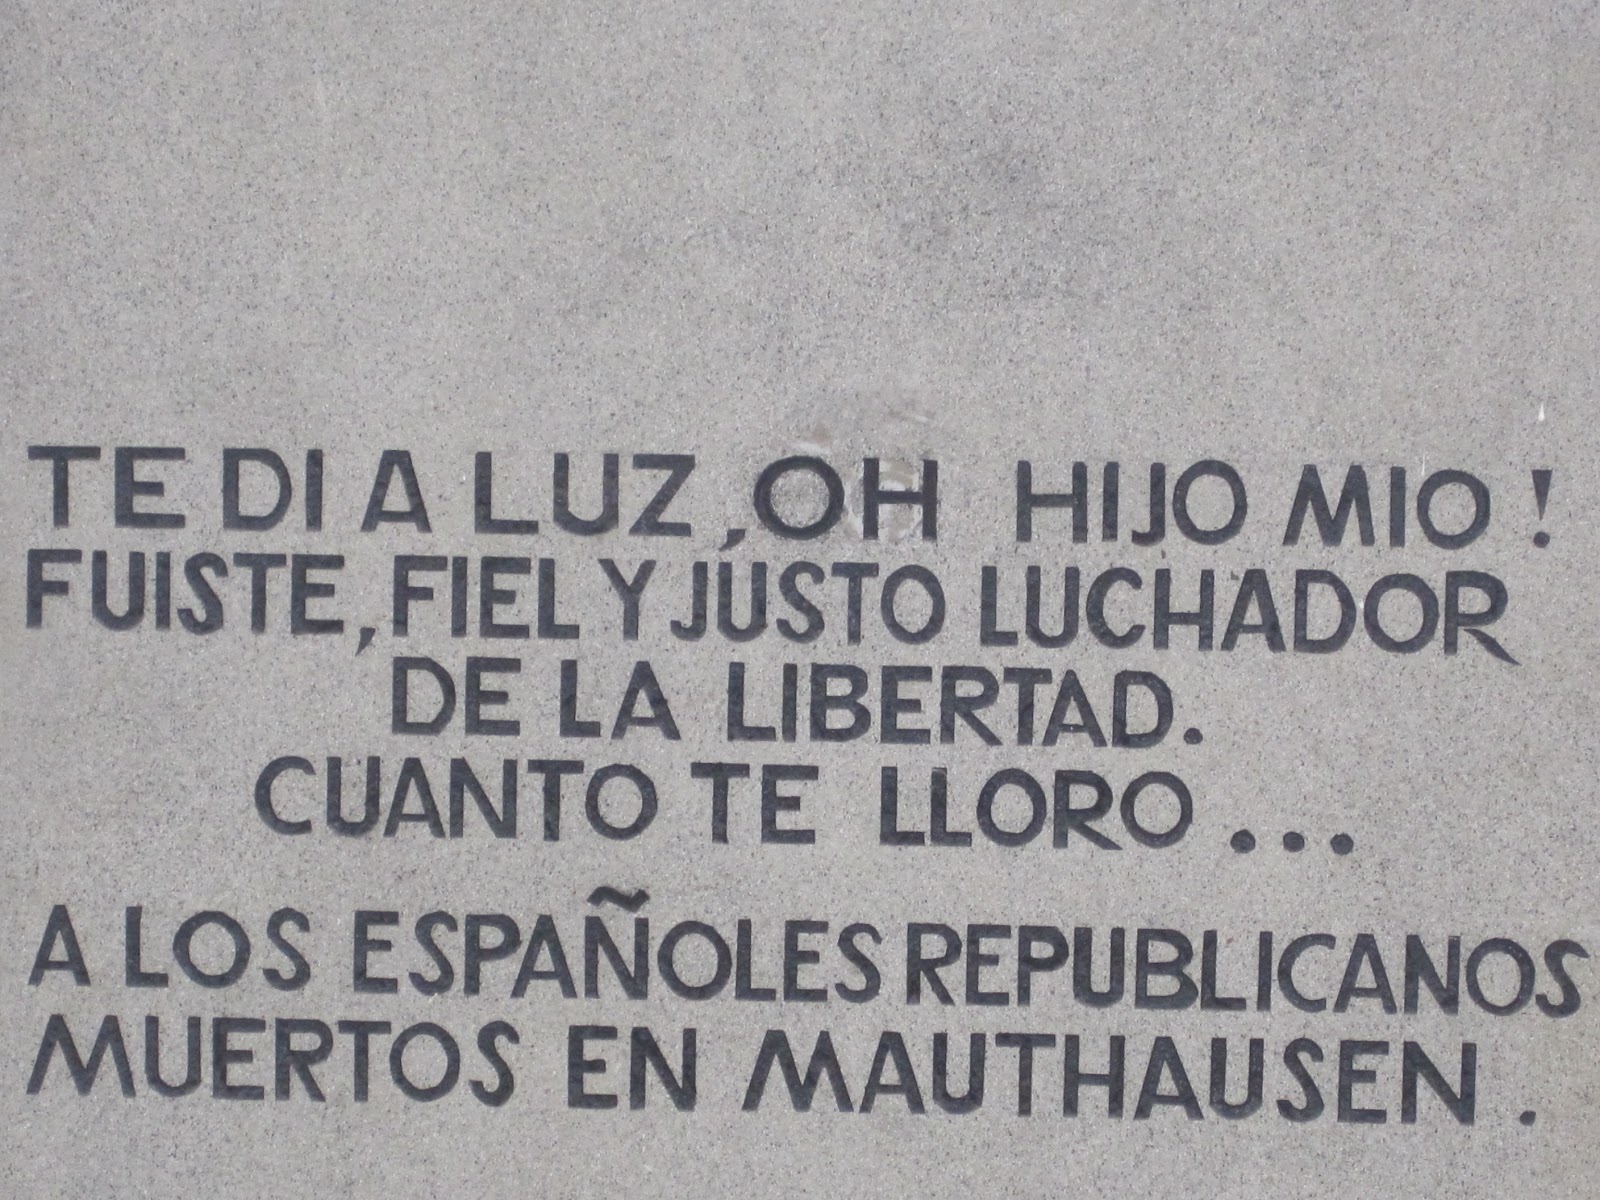 TE DI A LUZ, OH HIJO MIO!
FUISTE, FIEL Y JUSTO LUCHADOR
DE LA LIBERTAD.
CUANTO TE LLORO...
A LOS ESPAÑOLES REPUBLICANOS
MUERTOS EN MAUTHAUSEN.